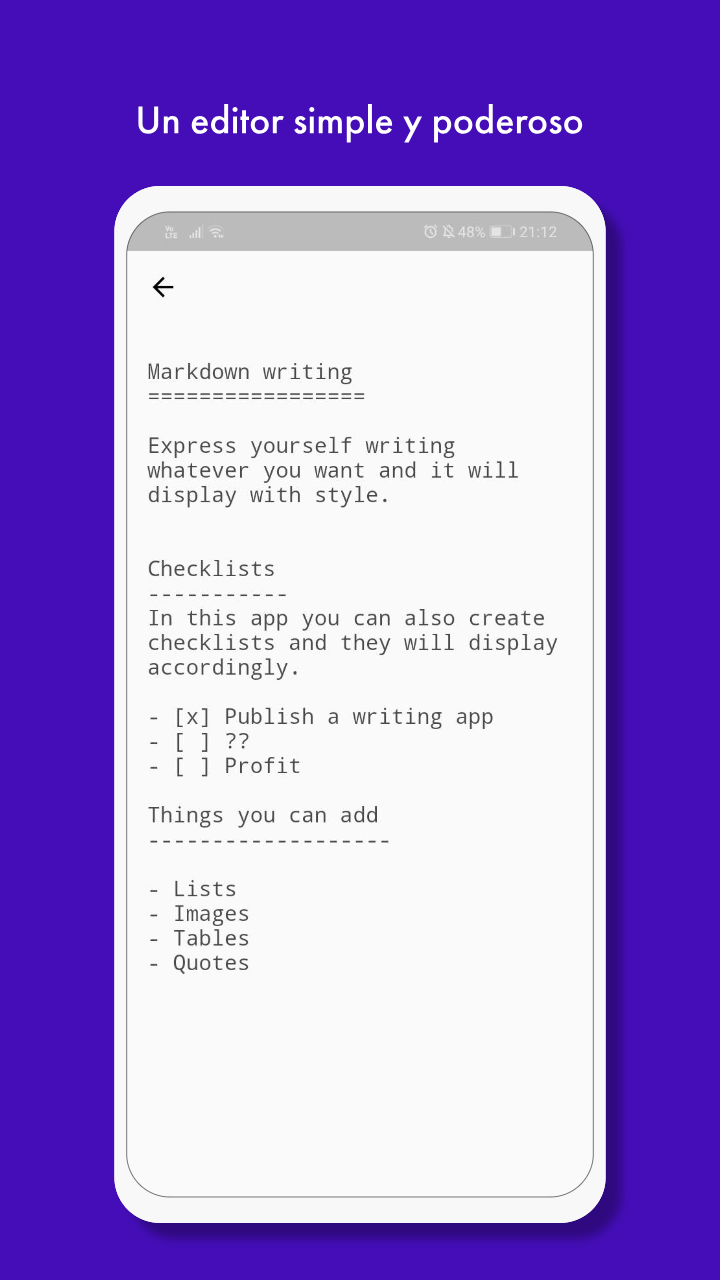 Un editor simple y poderoso
Vo
LTE
48% 21:12
Markdown writing
=================
Express yourself writing
whatever you want and it will
display with style.
Checklists
-----------
In this app you can also create
checklists and they will display
accordingly.
- [x] Publish a writing app
- [ ] ??
- [ ] Profit
Things you can add
-------------------
- Lists
- Images
- Tables
- Quotes